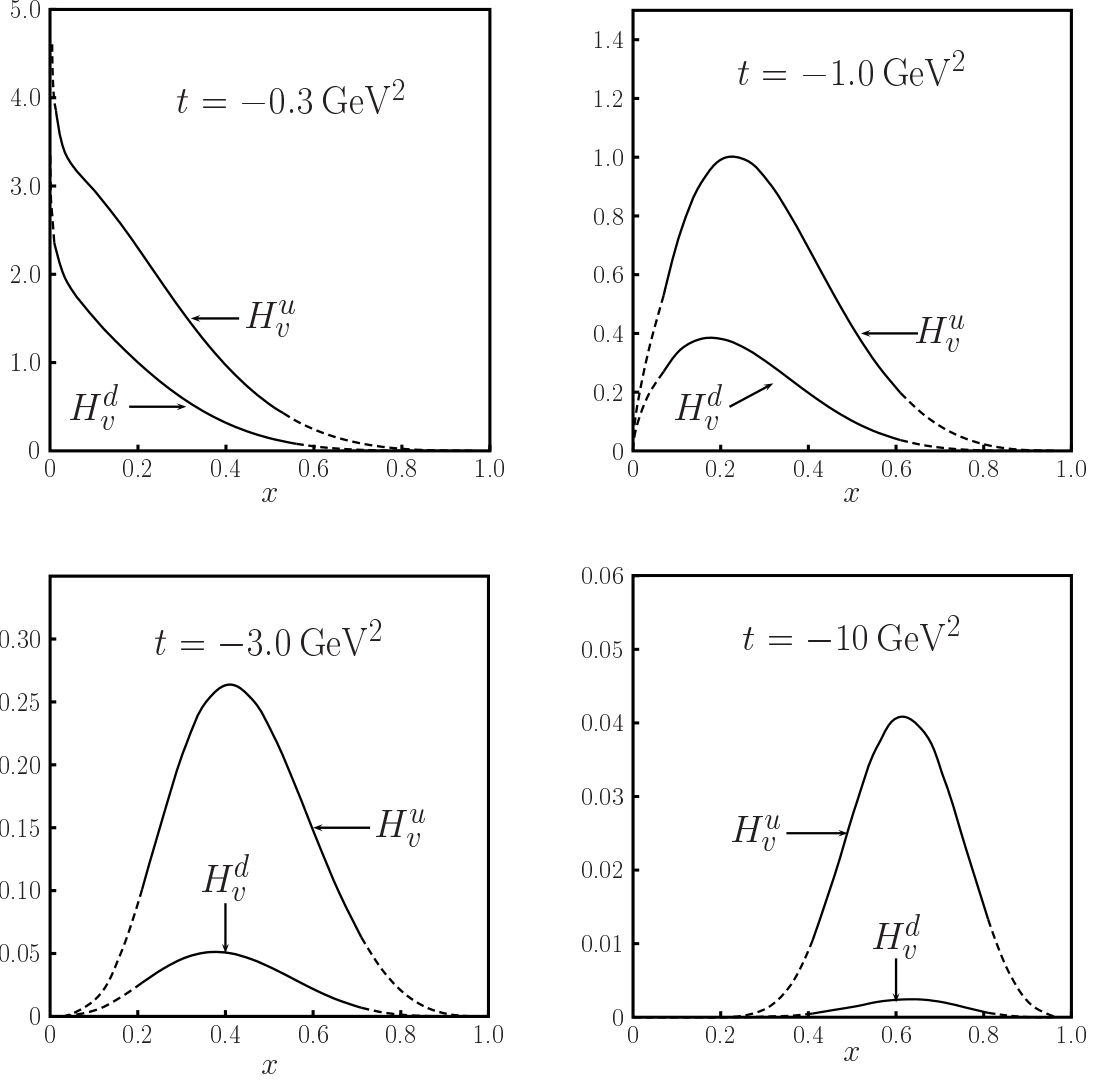 5.0
4.0
3.0
2.0
1.0
0
t = −0.3 GeV²
H_v^u
H_v^d
0 0.2 0.4 0.6 0.8 1.0
x
1.4
1.2
1.0
0.8
0.6
0.4
0.2
0
t = −1.0 GeV²
H_v^u
H_v^d
0 0.2 0.4 0.6 0.8 1.0
x
0.30
0.25
0.20
0.15
0.10
0.05
0
t = −3.0 GeV²
H_v^u
H_v^d
0 0.2 0.4 0.6 0.8 1.0
x
0.06
0.05
0.04
0.03
0.02
0.01
0
t = −10 GeV²
H_v^u
H_v^d
0 0.2 0.4 0.6 0.8 1.0
x